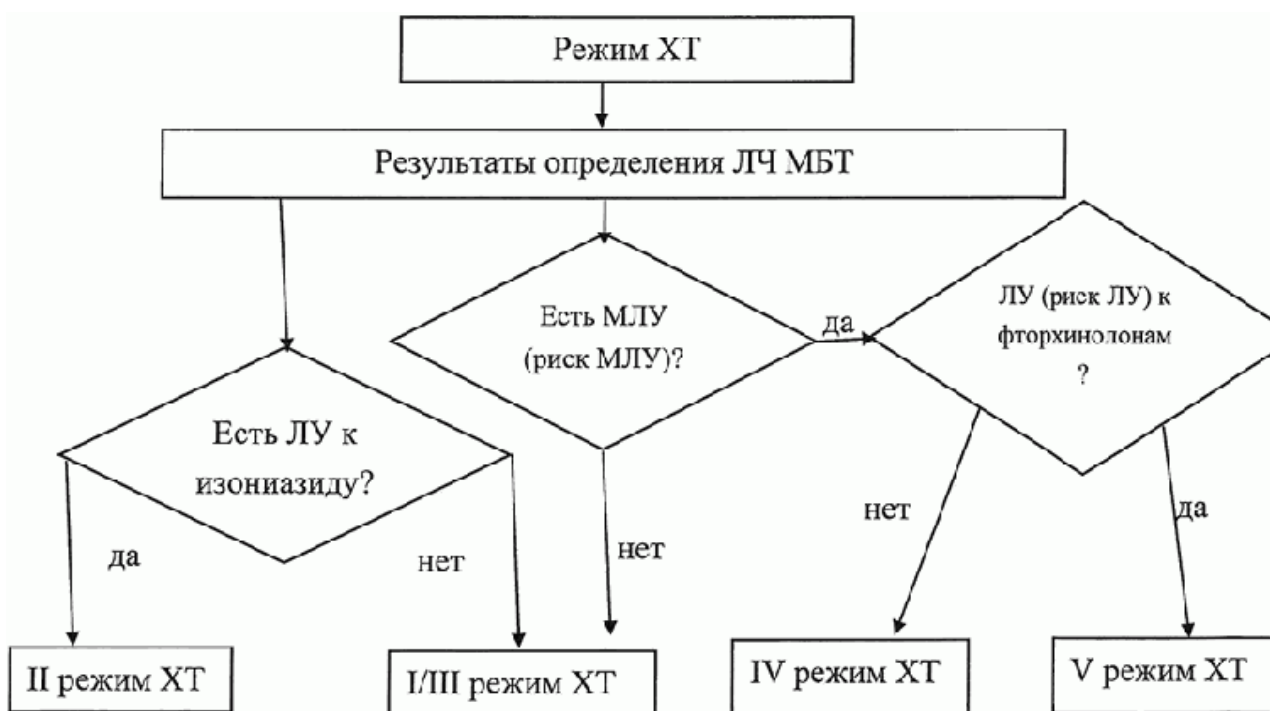 Режим ХТ
Результаты определения ЛЧ МБТ
Есть МЛУ
(риск МЛУ)?
да
ЛУ (риск ЛУ) к
фторхинолонам
?
Есть ЛУ к
изониазиду?
да
нет
нет
нет
да
II режим ХТ
I/III режим ХТ
IV режим ХТ
V режим ХТ